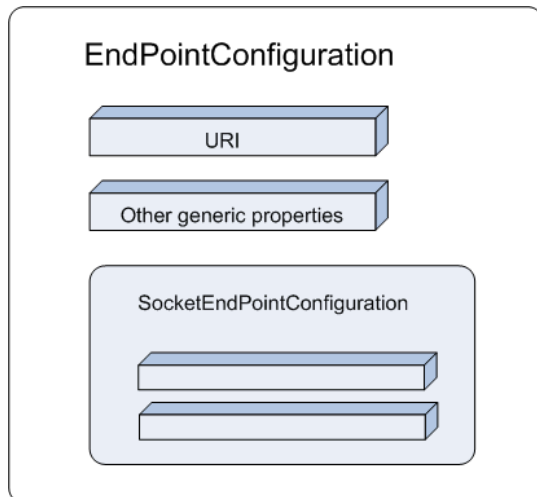 EndPointConfiguration
URI
Other generic properties
SocketEndPointConfiguration